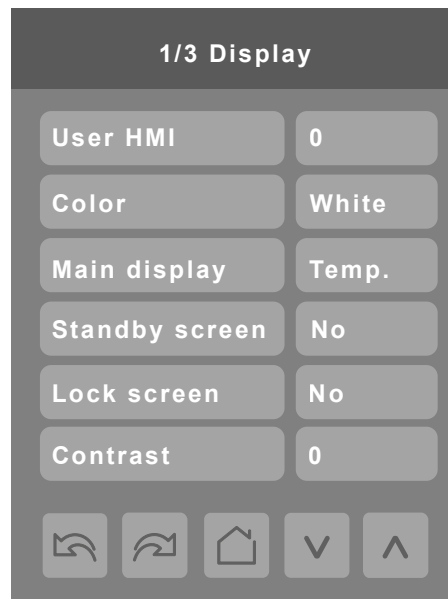 1/3 Display
User HMI 0
Color White
Main display Temp.
Standby screen No
Lock screen No
Contrast 0